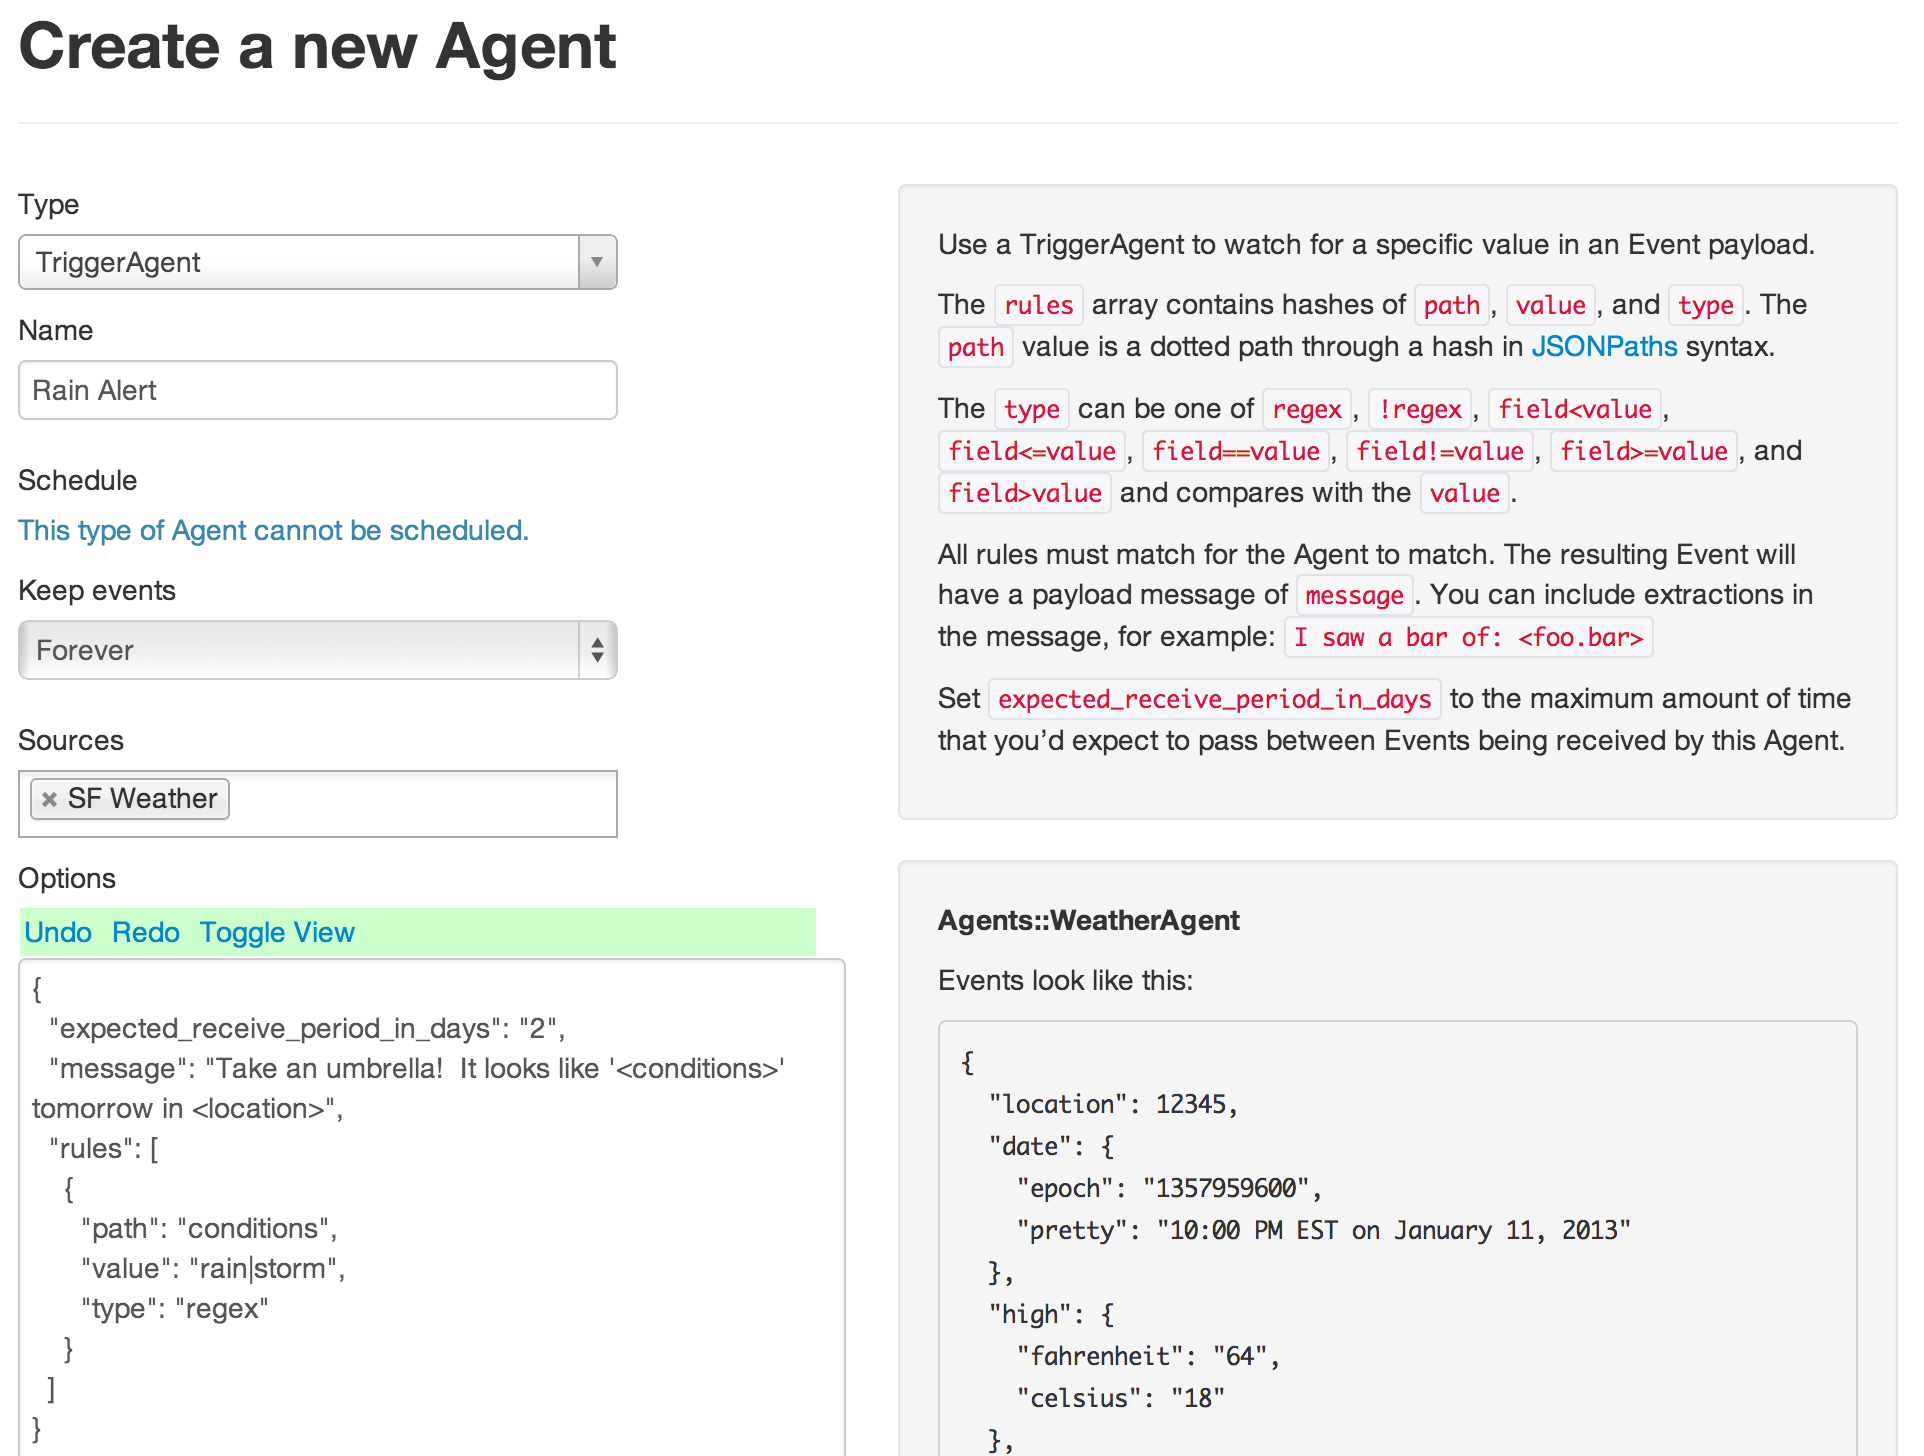 Create a new Agent
Type
TriggerAgent
Name
Rain Alert
Schedule
This type of Agent cannot be scheduled.
Keep events
Forever
Sources
SF Weather
Options
Undo Redo Toggle View
{
"expected_receive_period_in_days": "2",
"message": "Take an umbrella!  It looks like '<conditions>'
tomorrow in <location>",
"rules": [
{
"path": "conditions",
"value": "rain|storm",
"type": "regex"
}
]
}
Use a TriggerAgent to watch for a specific value in an Event payload.
The rules array contains hashes of path, value, and type. The
path value is a dotted path through a hash in JSONPaths syntax.
The type can be one of regex, !regex, field<value,
field<=value, field==value, field!=value, field>=value, and
field>value and compares with the value.
All rules must match for the Agent to match. The resulting Event will
have a payload message of message. You can include extractions in
the message, for example: I saw a bar of: <foo.bar>
Set expected_receive_period_in_days to the maximum amount of time
that you’d expect to pass between Events being received by this Agent.
Agents::WeatherAgent
Events look like this:
{
"location": 12345,
"date": {
"epoch": "1357959600",
"pretty": "10:00 PM EST on January 11, 2013"
},
"high": {
"fahrenheit": "64",
"celsius": "18"
},